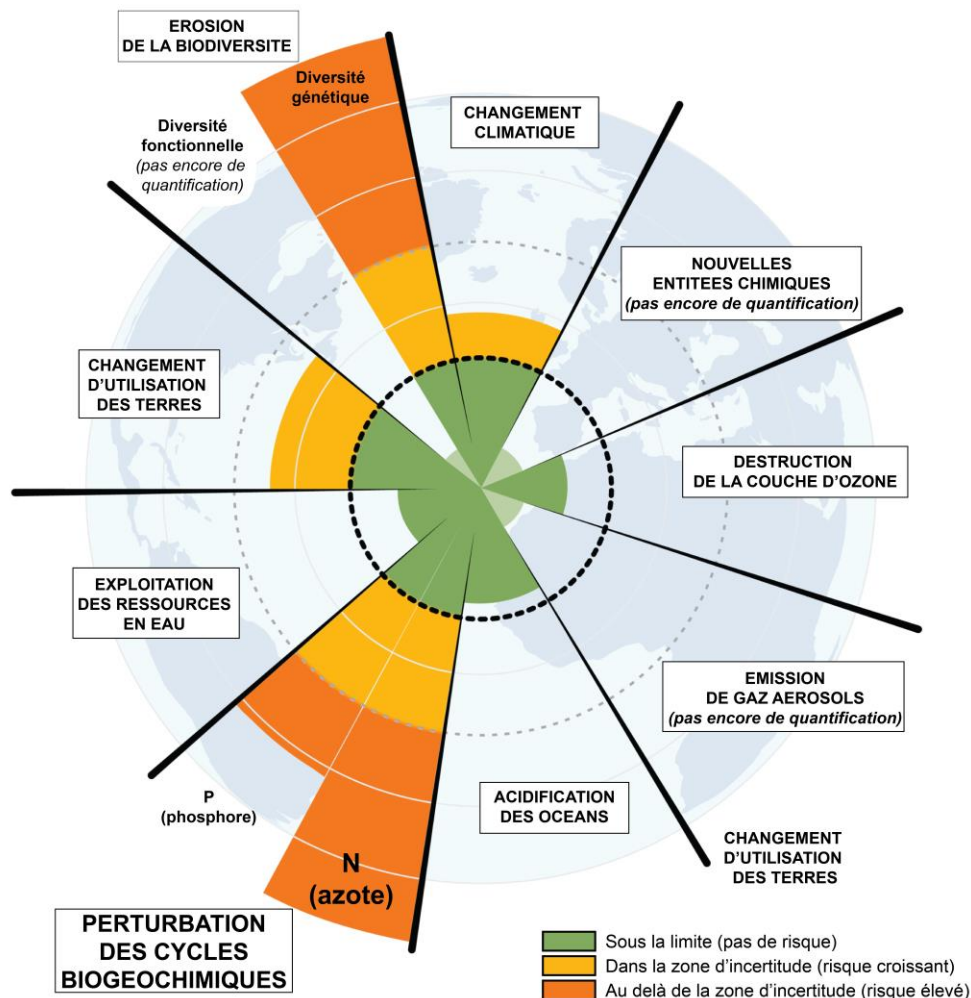 EROSION
DE LA BIODIVERSITE
Diversité
génétique
Diversité
fonctionnelle
(pas encore de
quantification)
CHANGEMENT
CLIMATIQUE
NOUVELLES
ENTITEES CHIMIQUES
(pas encore de quantification)
CHANGEMENT
D'UTILISATION
DES TERRES
DESTRUCTION
DE LA COUCHE D'OZONE
EXPLOITATION
DES RESSOURCES
EN EAU
EMISSION
DE GAZ AEROSOLS
(pas encore de quantification)
P
(phosphore)
ACIDIFICATION
DES OCEANS
CHANGEMENT
D'UTILISATION
DES TERRES
N
(azote)
PERTURBATION
DES CYCLES
BIOGEOCHIMIQUES
Sous la limite (pas de risque)
Dans la zone d'incertitude (risque croissant)
Au delà de la zone d'incertitude (risque élevé)